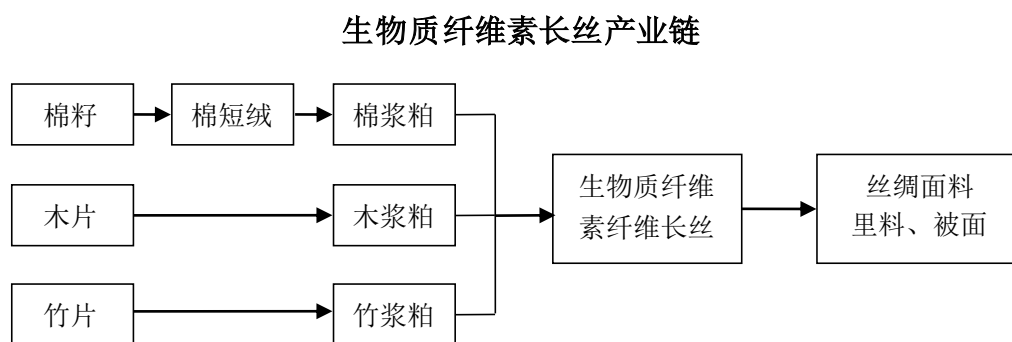 生物质纤维素长丝产业链
棉籽
棉短绒
棉浆粕
木片
木浆粕
竹片
竹浆粕
生物质纤维
素纤维长丝
丝绸面料
里料、被面